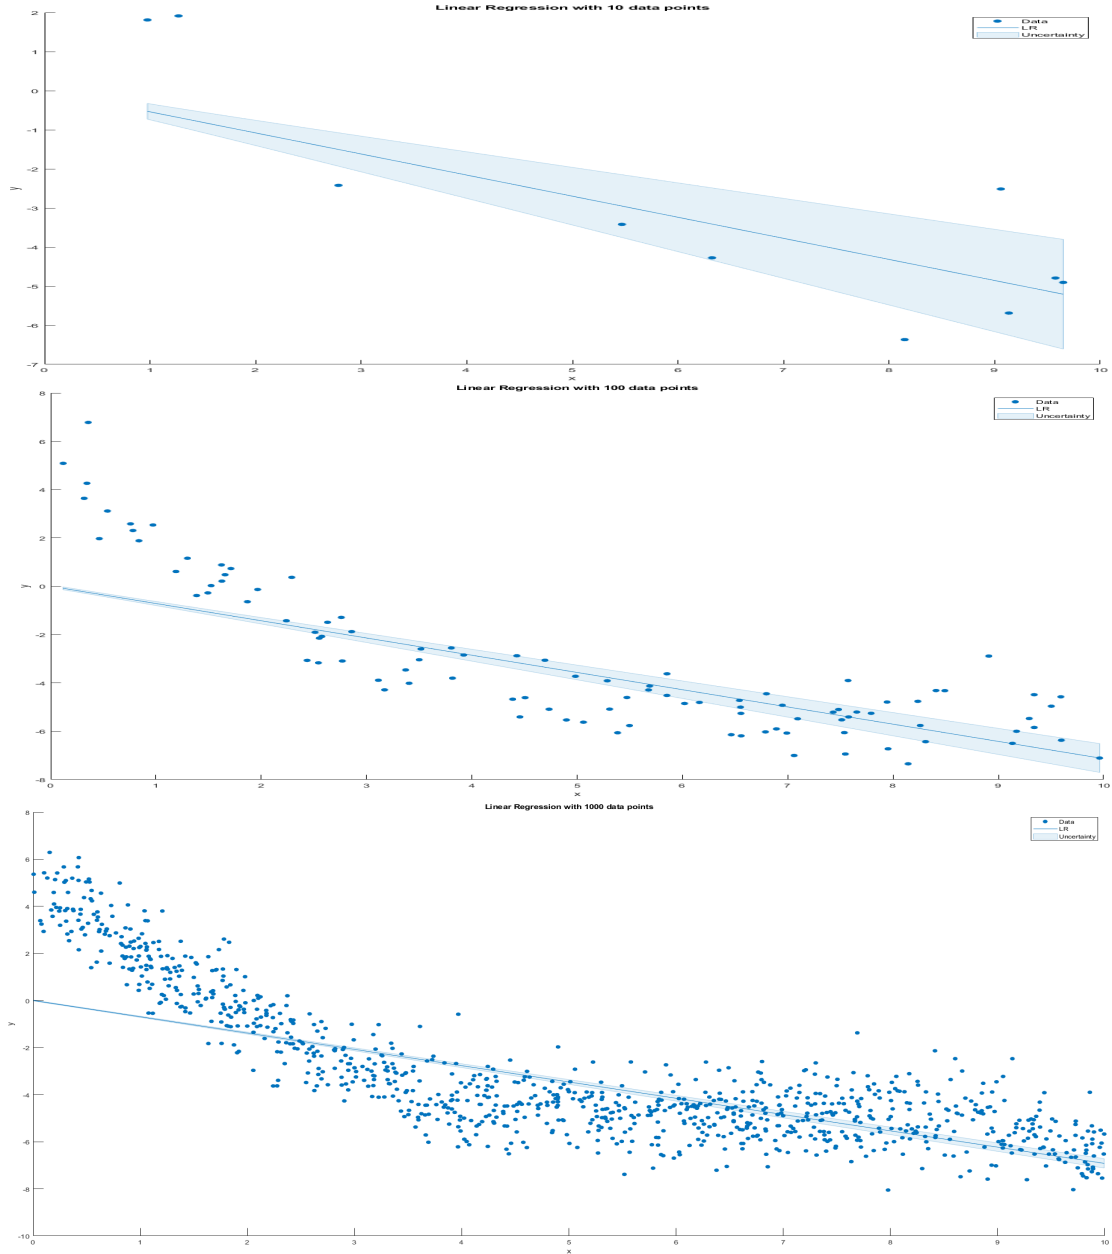 Linear Regression with 10 data points
Data
LR
Uncertainty
2
1
0
-1
-2
-3
-4
-5
-6
-7
y
0 1 2 3 4 5 6 7 8 9 10
x
Linear Regression with 100 data points
Data
LR
Uncertainty
8
6
4
2
0
-2
-4
-6
-8
y
0 1 2 3 4 5 6 7 8 9 10
x
Linear Regression with 1000 data points
Data
LR
Uncertainty
8
6
4
2
0
-2
-4
-6
-8
-10
y
0 1 2 3 4 5 6 7 8 9 10
x